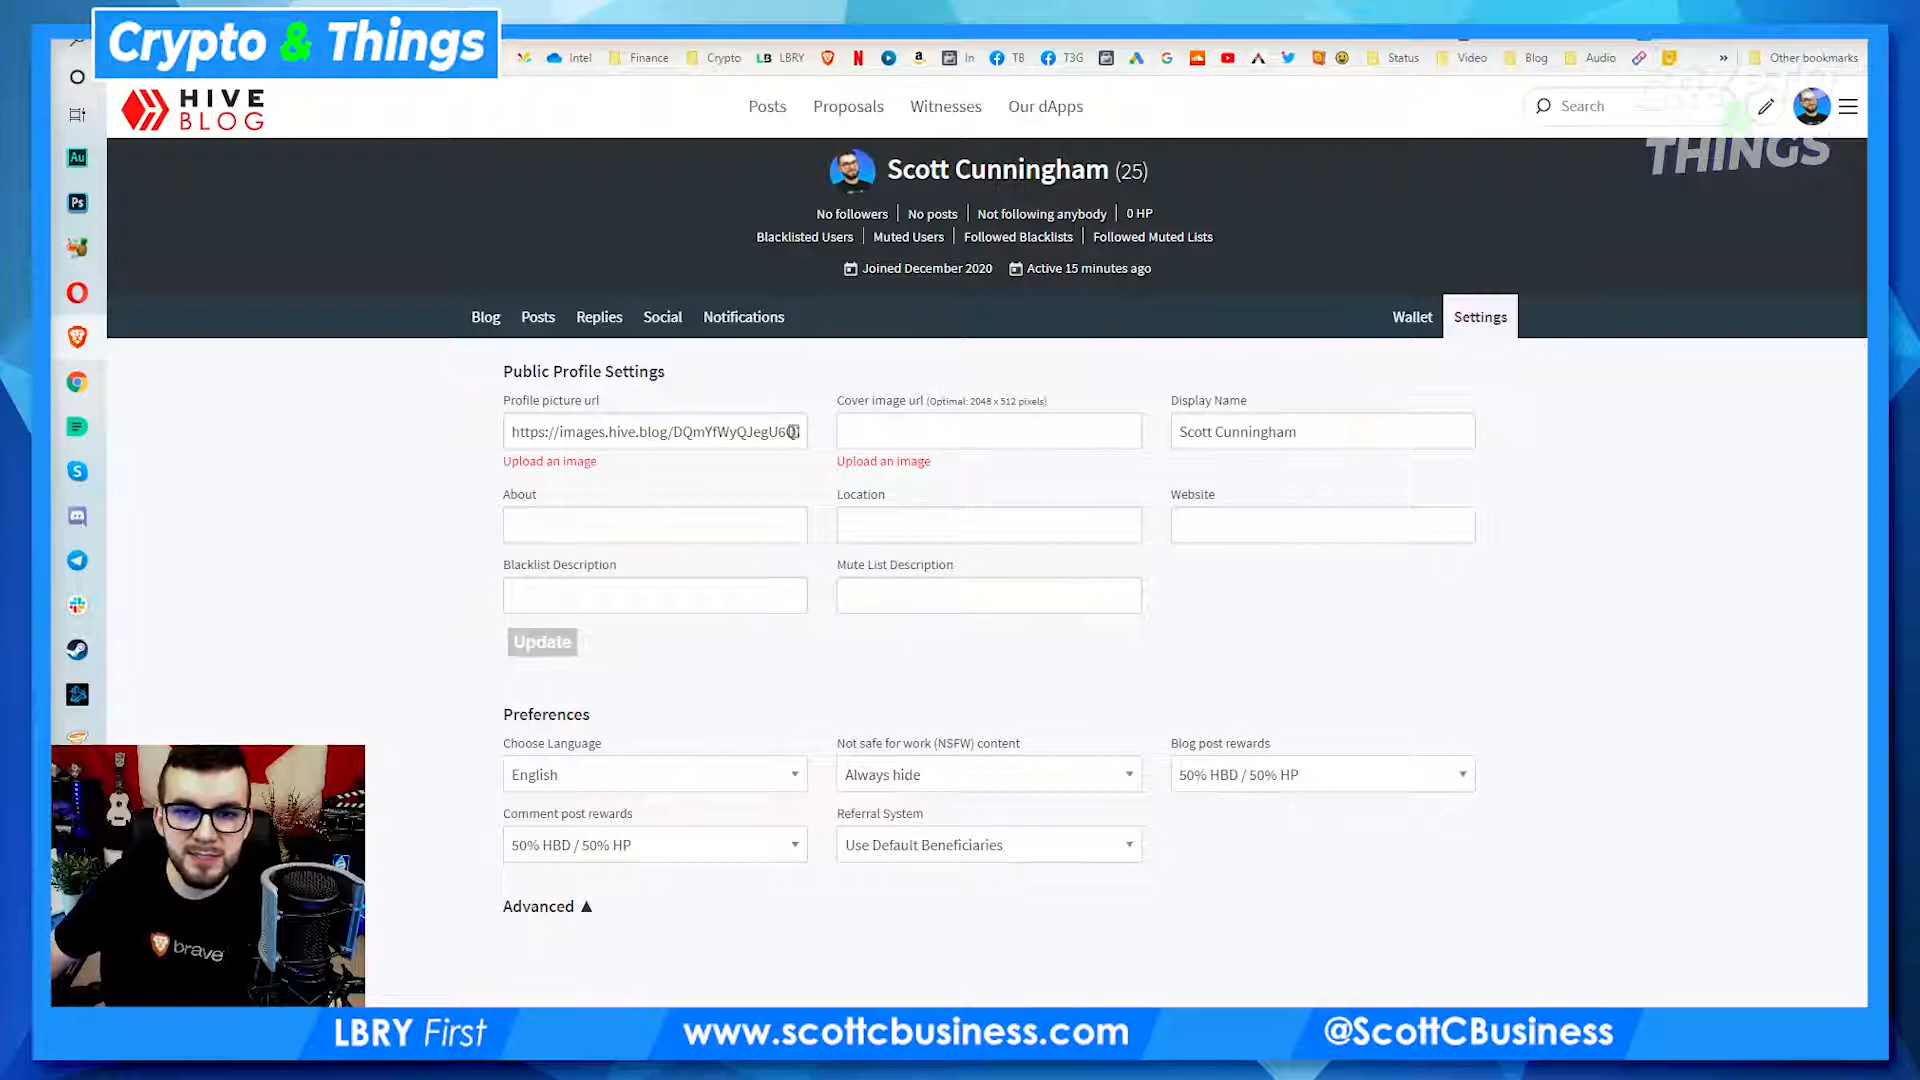 Crypto & Things
Intel
Finance
Crypto
LBRY
In
TB
T3G
Status
Video
Blog
Audio
»
Other bookmarks
HIVE
BLOG
Posts
Proposals
Witnesses
Our dApps
Search
THINGS
Au
Ps
Scott Cunningham (25)
No followers
No posts
Not following anybody
0 HP
Blacklisted Users
Muted Users
Followed Blacklists
Followed Muted Lists
Joined December 2020
Active 15 minutes ago
Blog
Posts
Replies
Social
Notifications
Wallet
Settings
Public Profile Settings
Profile picture url
Cover image url (Optimal: 2048 x 512 pixels)
Display Name
https://images.hive.blog/DQmYfWyQJegU6Q
Scott Cunningham
Upload an image
Upload an image
About
Location
Website
Blacklist Description
Mute List Description
Update
Preferences
Choose Language
Not safe for work (NSFW) content
Blog post rewards
English
Always hide
50% HBD / 50% HP
Comment post rewards
Referral System
50% HBD / 50% HP
Use Default Beneficiaries
Advanced ▲
brave
LBRY First
www.scottcbusiness.com
@ScottCBusiness